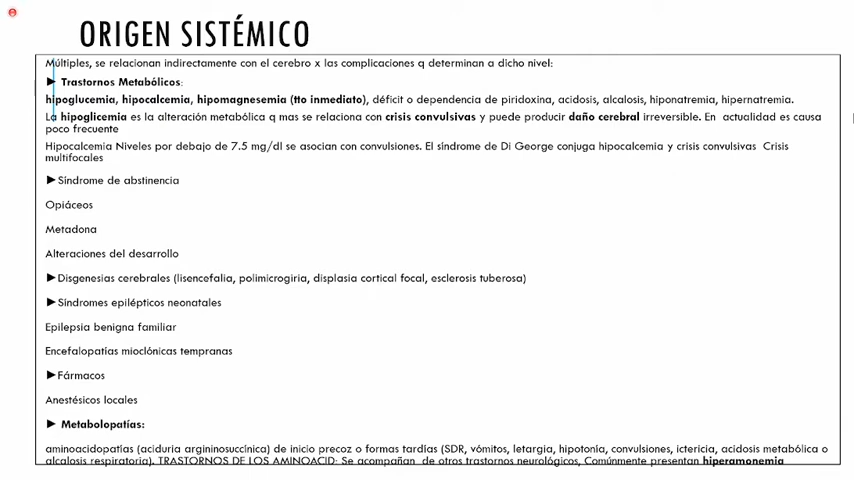 ORIGEN SISTÉMICO
Múltiples, se relacionan indirectamente con el cerebro x las complicaciones q determinan a dicho nivel:
► Trastornos Metabólicos:
hipoglucemia, hipocalcemia, hipomagnesemia (tto inmediato), déficit o dependencia de piridoxina, acidosis, alcalosis, hiponatremia, hipernatremia.
La hipoglicemia es la alteración metabólica q mas se relaciona con crisis convulsivas y puede producir daño cerebral irreversible. En actualidad es causa
poco frecuente
Hipocalcemia Niveles por debajo de 7.5 mg/dl se asocian con convulsiones. El síndrome de Di George conjuga hipocalcemia y crisis convulsivas Crisis
multifocales
►Síndrome de abstinencia
Opiáceos
Metadona
Alteraciones del desarrollo
►Disgenesias cerebrales (lisencefalia, polimicrogiria, displasia cortical focal, esclerosis tuberosa)
►Síndromes epilépticos neonatales
Epilepsia benigna familiar
Encefalopatías mioclónicas tempranas
►Fármacos
Anestésicos locales
► Metabolopatías:
aminoacidopatías (aciduria argininosuccínica) de inicio precoz o formas tardías (SDR, vómitos, letargia, hipotonía, convulsiones, ictericia, acidosis metabólica o
alcalosis respiratoria). TRASTORNOS DE LOS AMINOACID: Se acompañan de otros trastornos neurológicos, Comúnmente presentan hiperamonemia